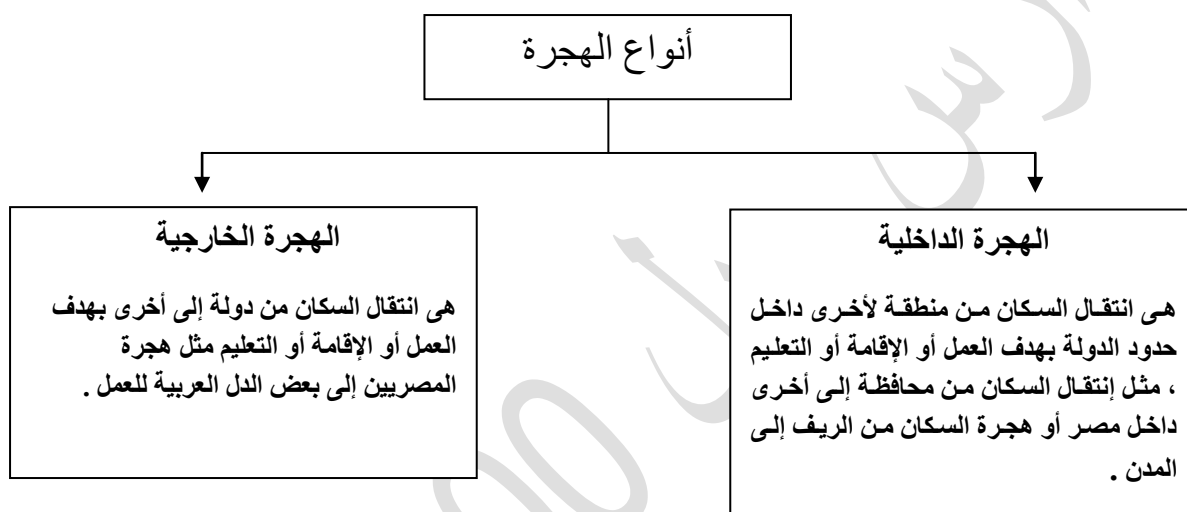 أنواع الهجرة
الهجرة الداخلية
هى انتقال السكان من منطقة لأخرى داخل
حدود الدولة بهدف العمل أو الإقامة أو التعليم
، مثل إنتقال السكان من محافظة إلى أخرى
داخل مصر أو هجرة السكان من الريف إلى
المدن .
الهجرة الخارجية
هى انتقال السكان من دولة إلى أخرى بهدف
العمل أو الإقامة أو التعليم مثل هجرة
المصريين إلى بعض الدل العربية للعمل .